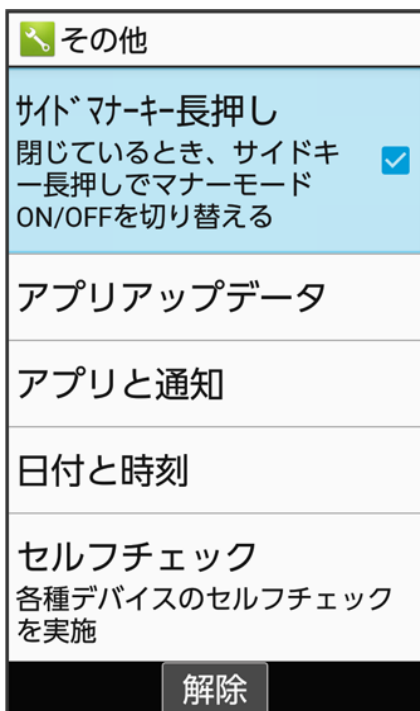 その他
ｻｲﾄﾞﾏﾅｰｷｰ長押し
閉じているとき、サイドキ
ー長押しでマナーモード
ON/OFFを切り替える
アプリアップデータ
アプリと通知
日付と時刻
セルフチェック
各種デバイスのセルフチェック
を実施
解除